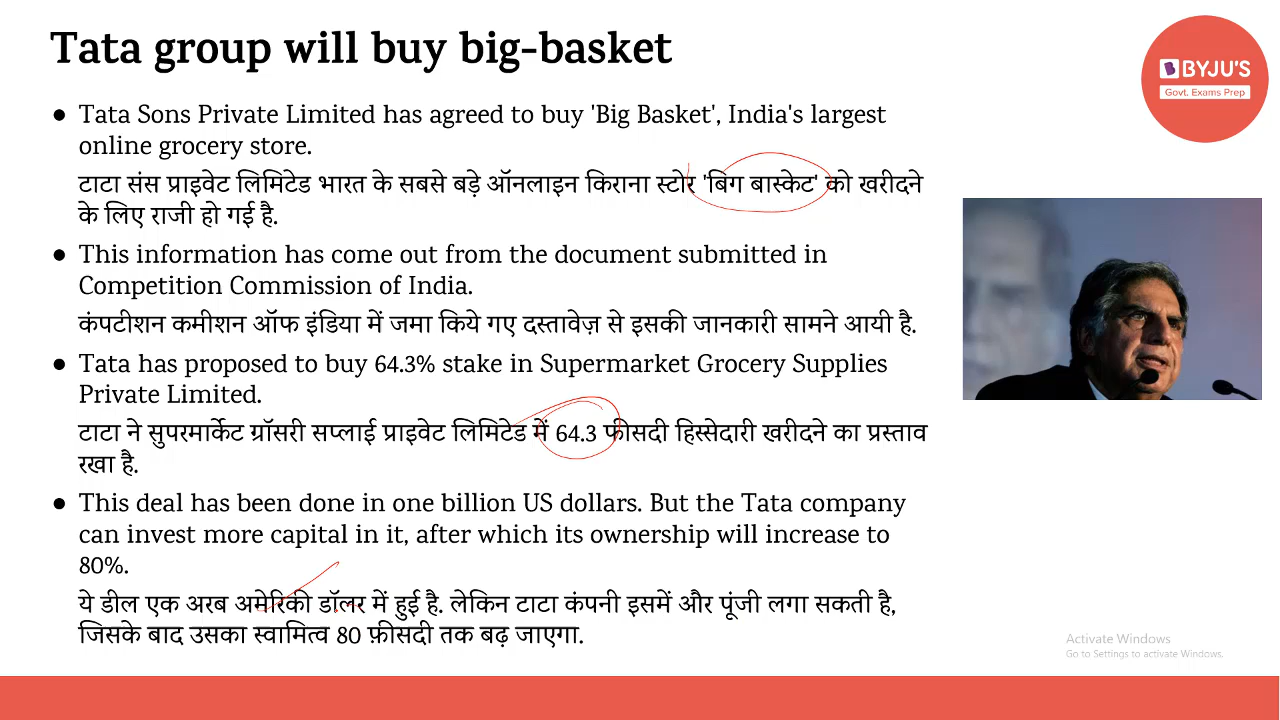 Tata group will buy big-basket
BYJU'S
Govt. Exams Prep
● Tata Sons Private Limited has agreed to buy 'Big Basket', India's largest
online grocery store.
टाटा संस प्राइवेट लिमिटेड भारत के सबसे बड़े ऑनलाइन किराना स्टोर 'बिग बास्केट' को खरीदने
के लिए राजी हो गई है.
● This information has come out from the document submitted in
Competition Commission of India.
कंपटीशन कमीशन ऑफ इंडिया में जमा किये गए दस्तावेज़ से इसकी जानकारी सामने आयी है.
● Tata has proposed to buy 64.3% stake in Supermarket Grocery Supplies
Private Limited.
टाटा ने सुपरमार्केट ग्रॉसरी सप्लाई प्राइवेट लिमिटेड में 64.3 फीसदी हिस्सेदारी खरीदने का प्रस्ताव
रखा है.
● This deal has been done in one billion US dollars. But the Tata company
can invest more capital in it, after which its ownership will increase to
80%.
ये डील एक अरब अमेरिकी डॉलर में हुई है. लेकिन टाटा कंपनी इसमें और पूंजी लगा सकती है,
जिसके बाद उसका स्वामित्व 80 फ़ीसदी तक बढ़ जाएगा.
Activate Windows
Go to Settings to activate Windows.